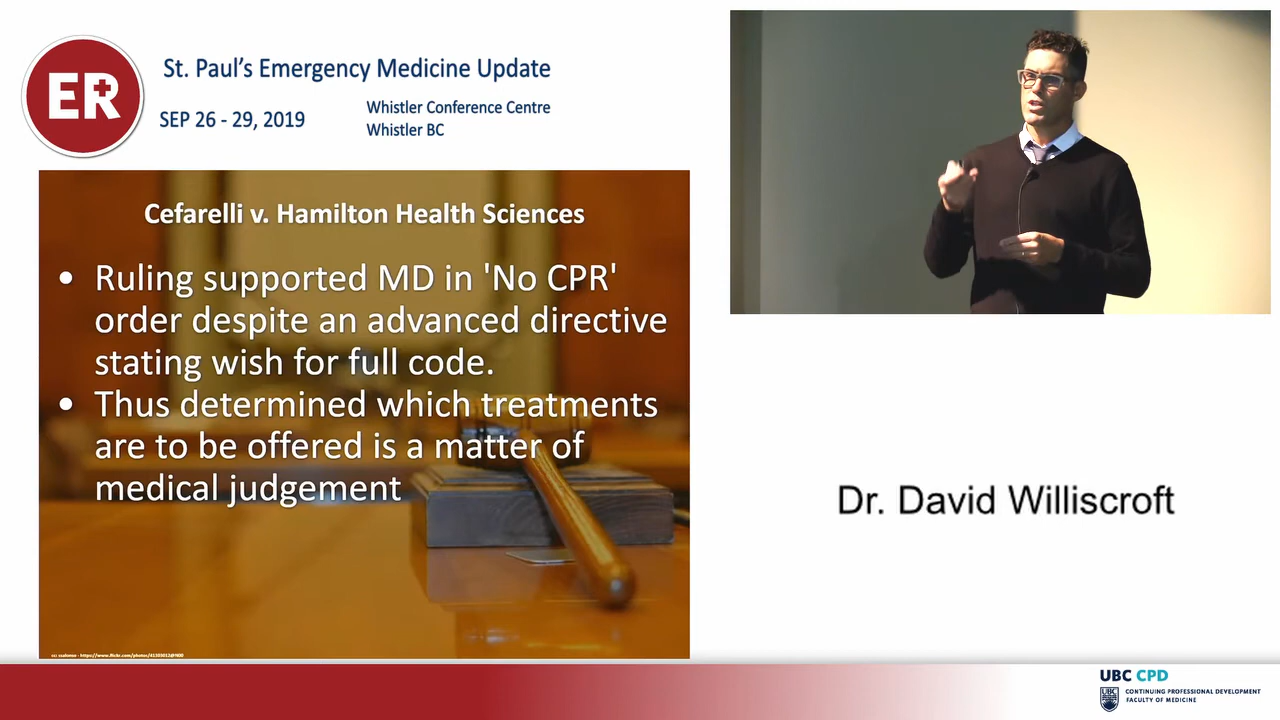 ER
St. Paul's Emergency Medicine Update
SEP 26 - 29, 2019
Whistler Conference Centre
Whistler BC
Cefarelli v. Hamilton Health Sciences
• Ruling supported MD in 'No CPR'
order despite an advanced directive
stating wish for full code.
• Thus determined which treatments
are to be offered is a matter of
medical judgement
Dr. David Williscroft
UBC CPD
UBC
CONTINUING PROFESSIONAL DEVELOPMENT
FACULTY OF MEDICINE